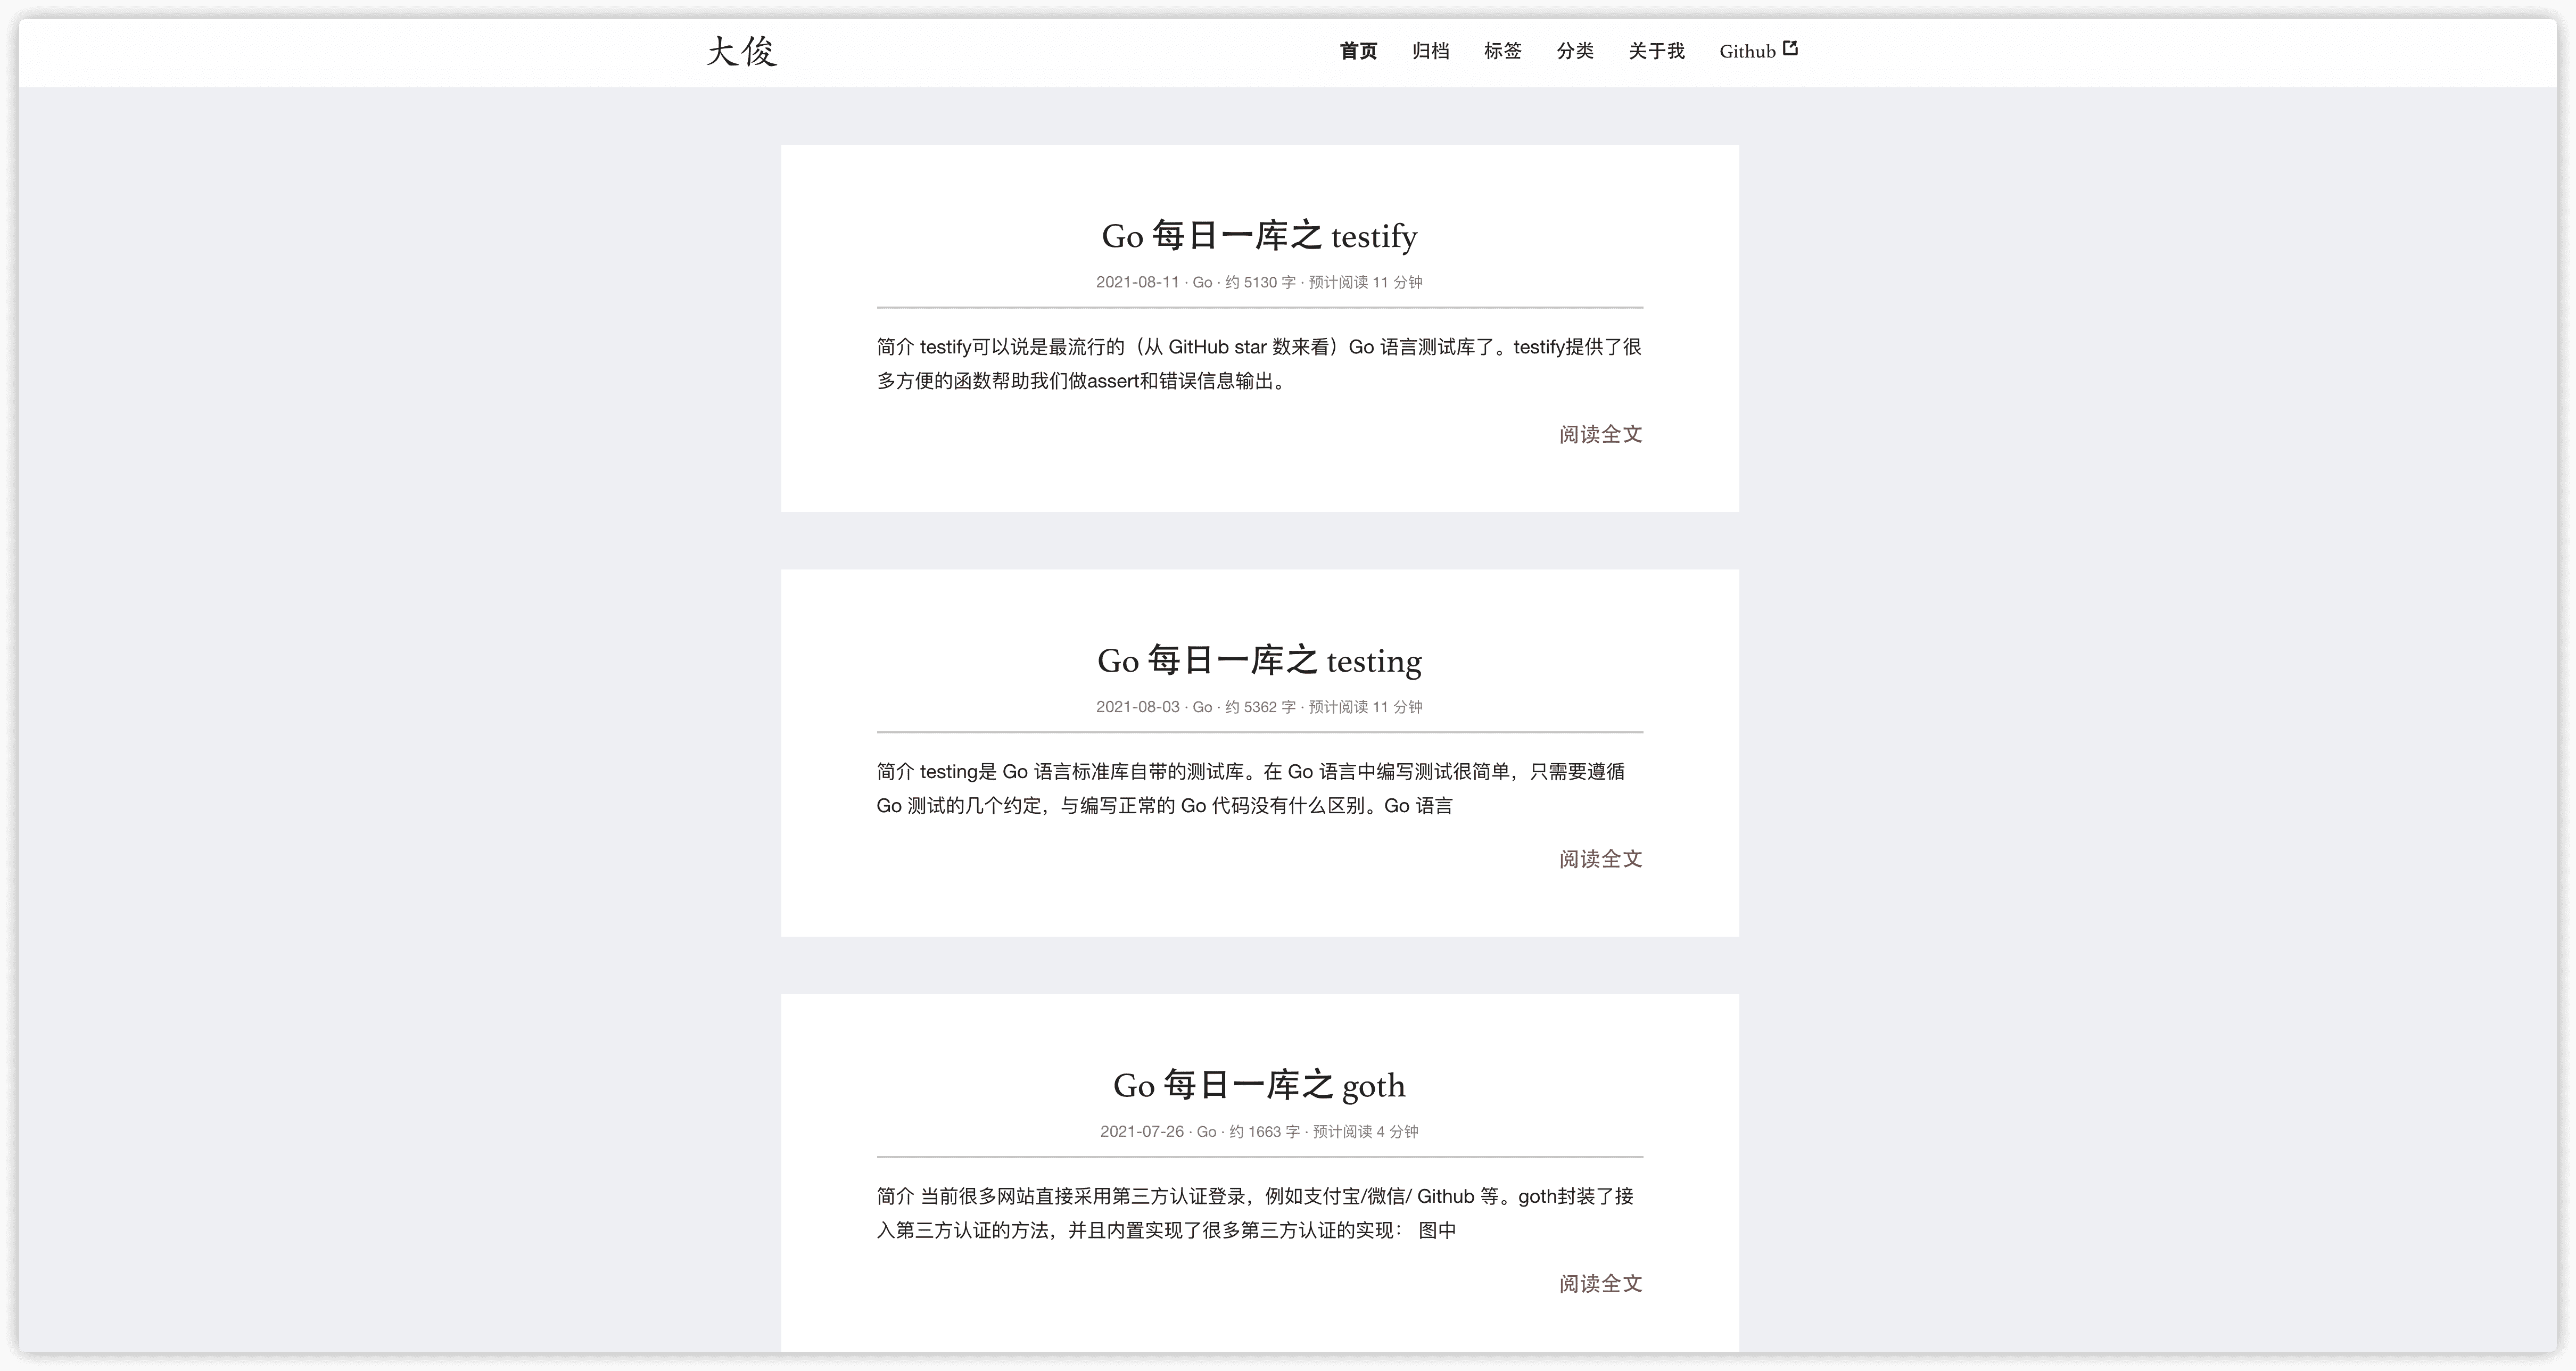 大俊
首页 归档 标签 分类 关于我 Github
Go 每日一库之 testify
2021-08-11 · Go · 约 5130 字 · 预计阅读 11 分钟
简介 testify可以说是最流行的（从 GitHub star 数来看）Go 语言测试库了。testify提供了很
多方便的函数帮助我们做assert和错误信息输出。
阅读全文
Go 每日一库之 testing
2021-08-03 · Go · 约 5362 字 · 预计阅读 11 分钟
简介 testing是 Go 语言标准库自带的测试库。在 Go 语言中编写测试很简单，只需要遵循
Go 测试的几个约定，与编写正常的 Go 代码没有什么区别。Go 语言
阅读全文
Go 每日一库之 goth
2021-07-26 · Go · 约 1663 字 · 预计阅读 4 分钟
简介 当前很多网站直接采用第三方认证登录，例如支付宝/微信/ Github 等。goth封装了接
入第三方认证的方法，并且内置实现了很多第三方认证的实现： 图中
阅读全文